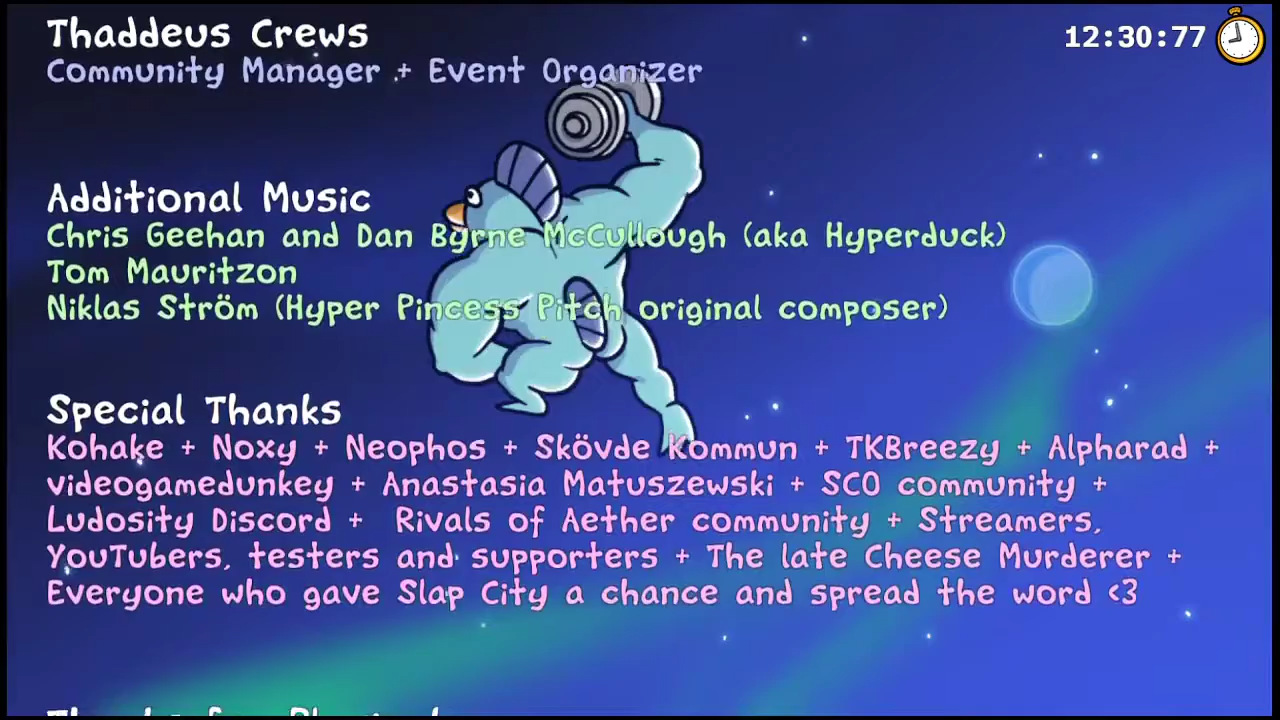 Thaddeus Crews
12:30:77
Community Manager + Event Organizer
Additional Music
Chris Geehan and Dan Byrne McCullough (aka Hyperduck)
Tom Mauritzon
Niklas Ström (Hyper Pincess Pitch original composer)
Special Thanks
Kohake + Noxy + Neophos + Skövde Kommun + TKBreezy + Alpharad +
videogamedunkey + Anastasia Matuszewski + SCO community +
Ludosity Discord + Rivals of Aether community + Streamers,
YouTubers, testers and supporters + The late Cheese Murderer +
Everyone who gave Slap City a chance and spread the word <3